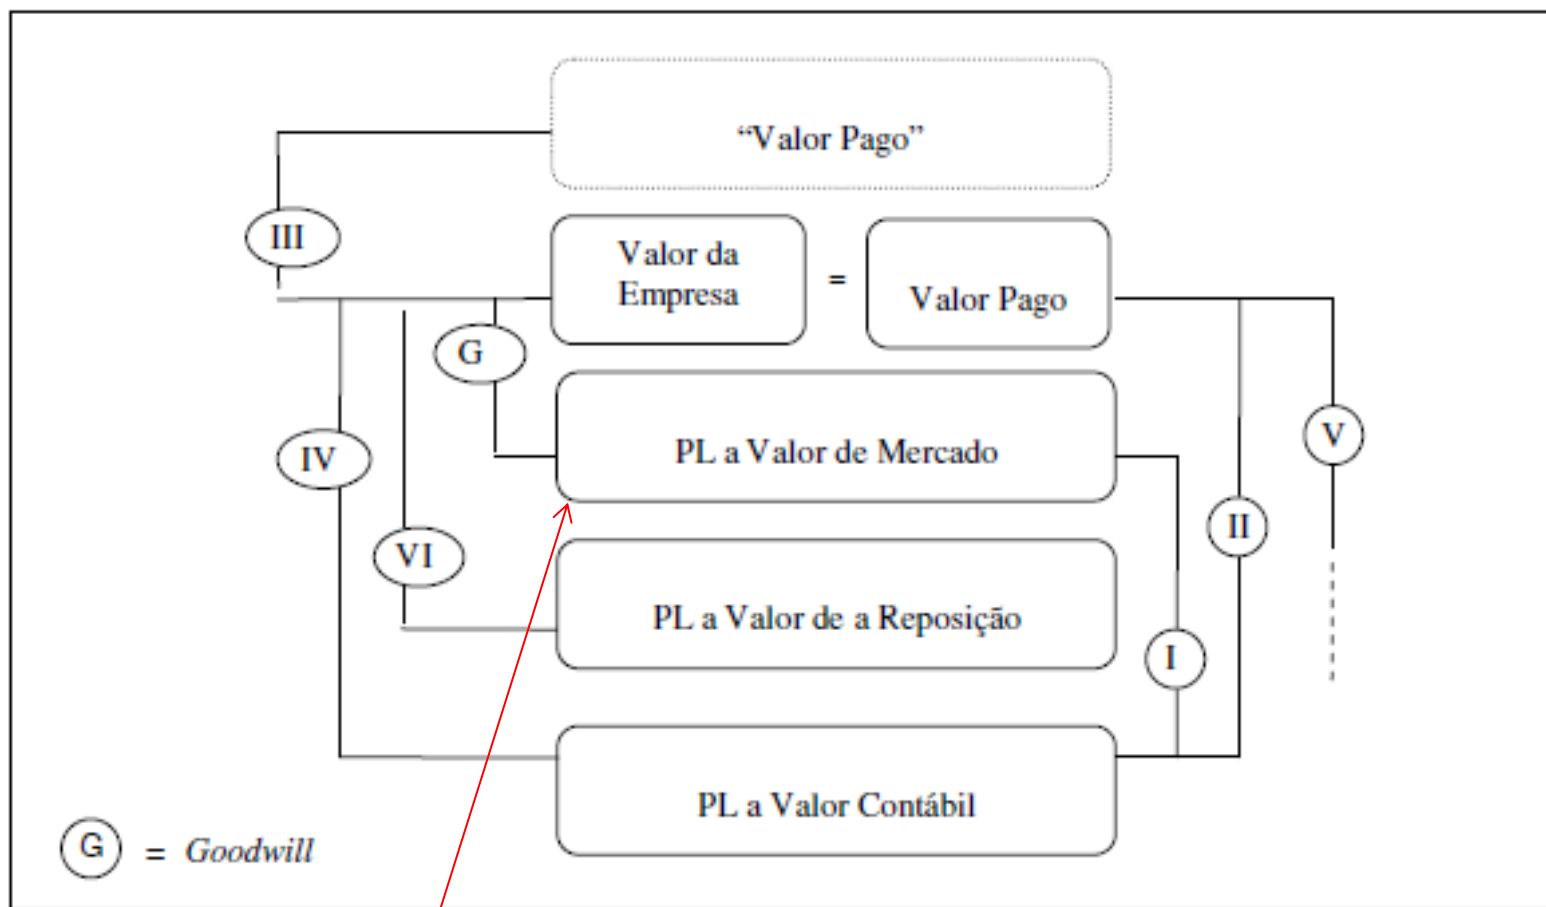 “Valor Pago”
III
Valor da
Empresa
=
Valor Pago
G
PL a Valor de Mercado
V
IV
II
VI
PL a Valor de a Reposição
I
PL a Valor Contábil
G = Goodwill